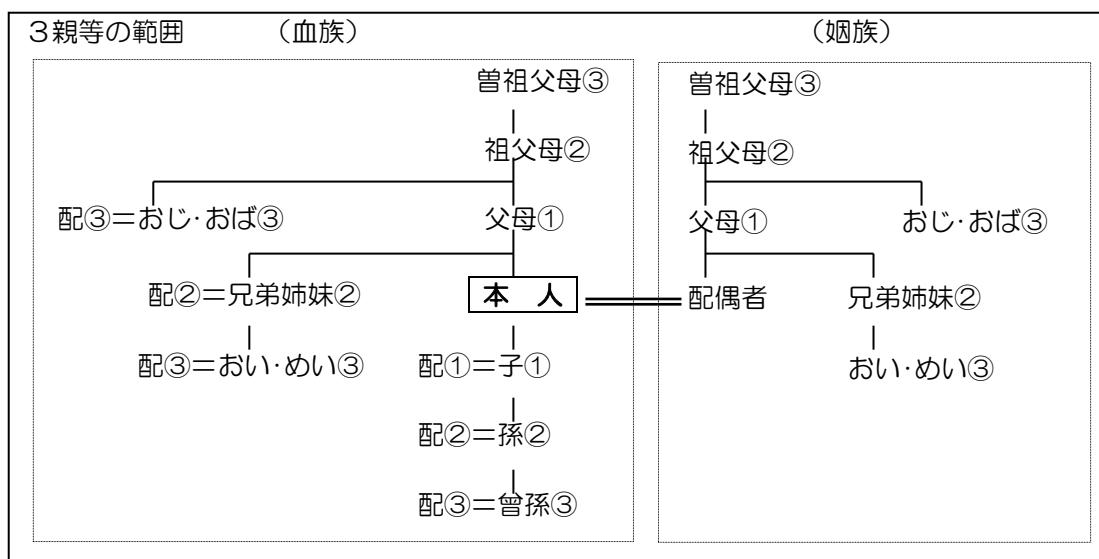 ３親等の範囲　（血族）　（姻族）
曽祖父母③　曽祖父母③
祖父母②　祖父母②
配③＝おじ・おば③　父母①　父母①　おじ・おば③
配②＝兄弟姉妹②　本　人　配偶者　兄弟姉妹②
配③＝おい・めい③　配①＝子①　おい・めい③
配②＝孫②
配③＝曾孫③